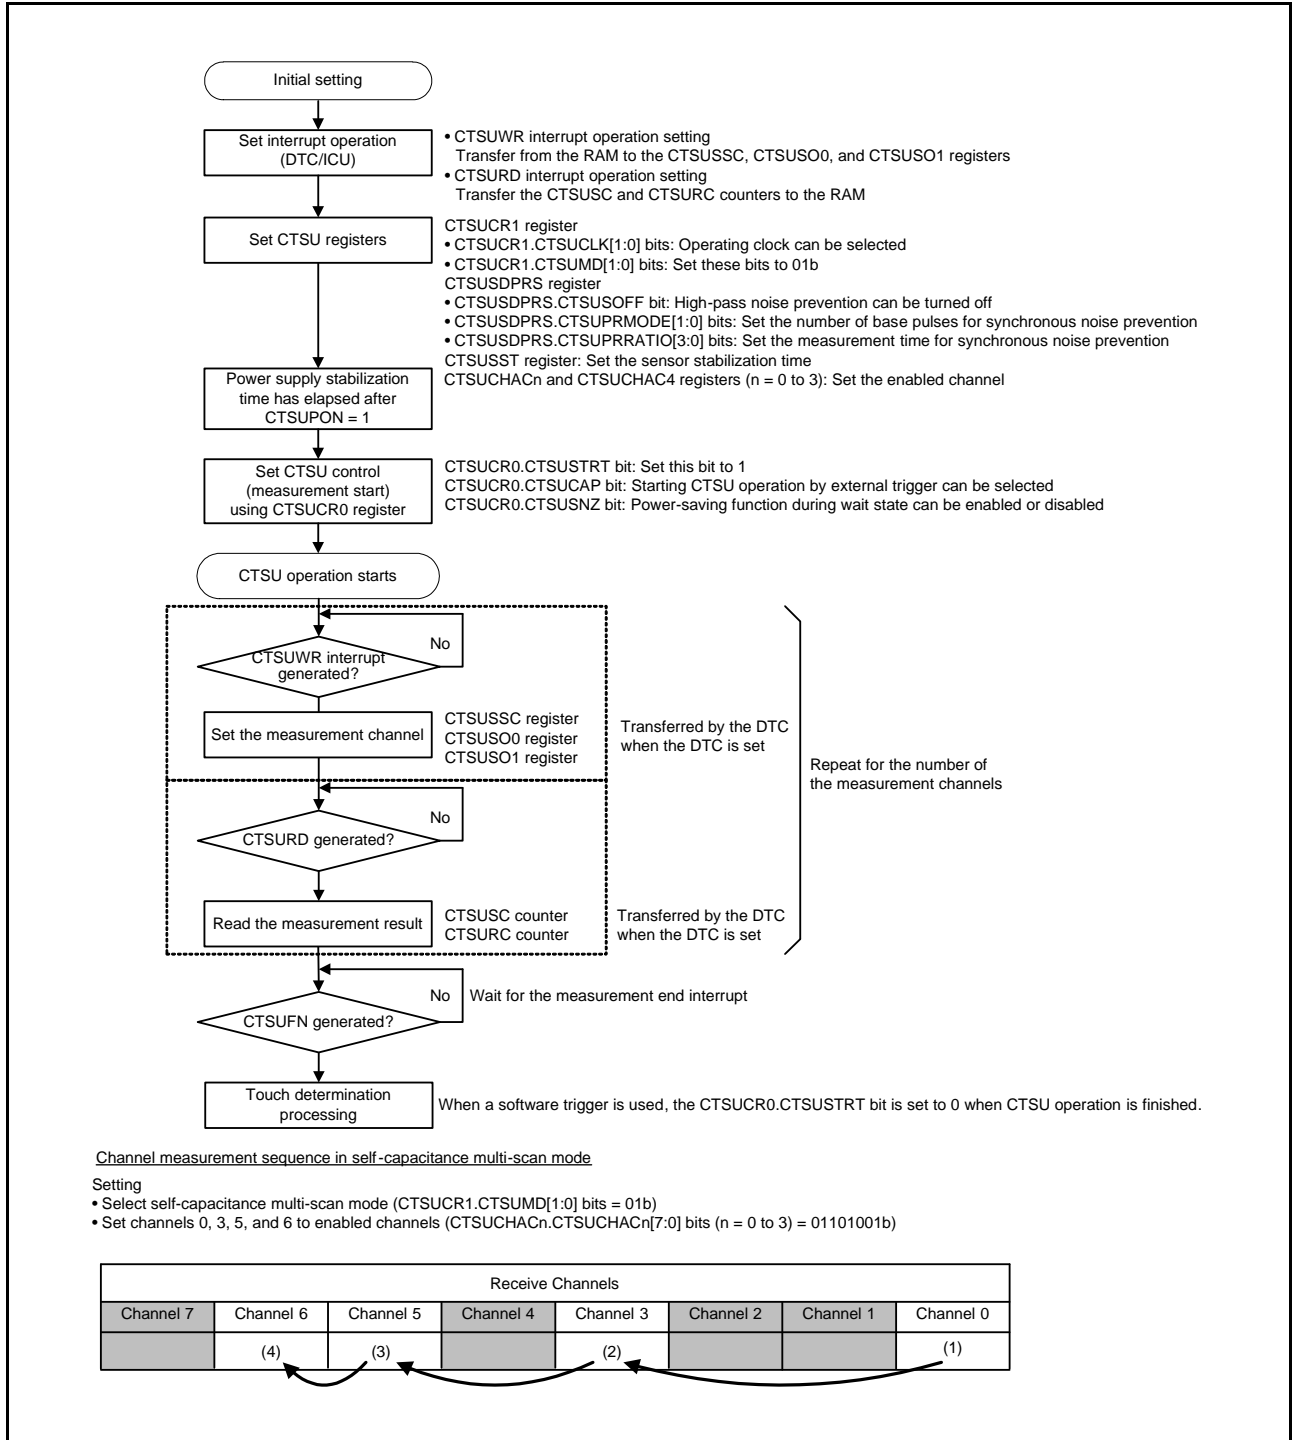 Initial setting
Set interrupt operation
(DTC/ICU)
• CTSUWR interrupt operation setting
Transfer from the RAM to the CTSUSSC, CTSUSO0, and CTSUSO1 registers
• CTSURD interrupt operation setting
Transfer the CTSUSC and CTSURC counters to the RAM
Set CTSU registers
CTSUCR1 register
• CTSUCR1.CTSUCLK[1:0] bits: Operating clock can be selected
• CTSUCR1.CTSUMD[1:0] bits: Set these bits to 01b
CTSUSDPRS register
• CTSUSDPRS.CTSUSOFF bit: High-pass noise prevention can be turned off
• CTSUSDPRS.CTSUPRMODE[1:0] bits: Set the number of base pulses for synchronous noise prevention
• CTSUSDPRS.CTSUPRRATIO[3:0] bits: Set the measurement time for synchronous noise prevention
CTSUSST register: Set the sensor stabilization time
CTSUCHACn and CTSUCHAC4 registers (n = 0 to 3): Set the enabled channel
Power supply stabilization
time has elapsed after
CTSUPON = 1
Set CTSU control
(measurement start)
using CTSUCR0 register
CTSUCR0.CTSUSTRT bit: Set this bit to 1
CTSUCR0.CTSUCAP bit: Starting CTSU operation by external trigger can be selected
CTSUCR0.CTSUSNZ bit: Power-saving function during wait state can be enabled or disabled
CTSU operation starts
No
CTSUWR interrupt
generated?
Set the measurement channel
CTSUSSC register
CTSUSO0 register
CTSUSO1 register
Transferred by the DTC
when the DTC is set
Repeat for the number of
the measurement channels
No
CTSURD generated?
Read the measurement result
CTSUSC counter
CTSURC counter
Transferred by the DTC
when the DTC is set
No
Wait for the measurement end interrupt
CTSUFN generated?
Touch determination
processing
When a software trigger is used, the CTSUCR0.CTSUSTRT bit is set to 0 when CTSU operation is finished.
Channel measurement sequence in self-capacitance multi-scan mode
Setting
• Select self-capacitance multi-scan mode (CTSUCR1.CTSUMD[1:0] bits = 01b)
• Set channels 0, 3, 5, and 6 to enabled channels (CTSUCHACn.CTSUCHACn[7:0] bits (n = 0 to 3) = 01101001b)
Receive Channels
Channel 7 Channel 6 Channel 5 Channel 4 Channel 3 Channel 2 Channel 1 Channel 0
(4) (3) (2) (1)